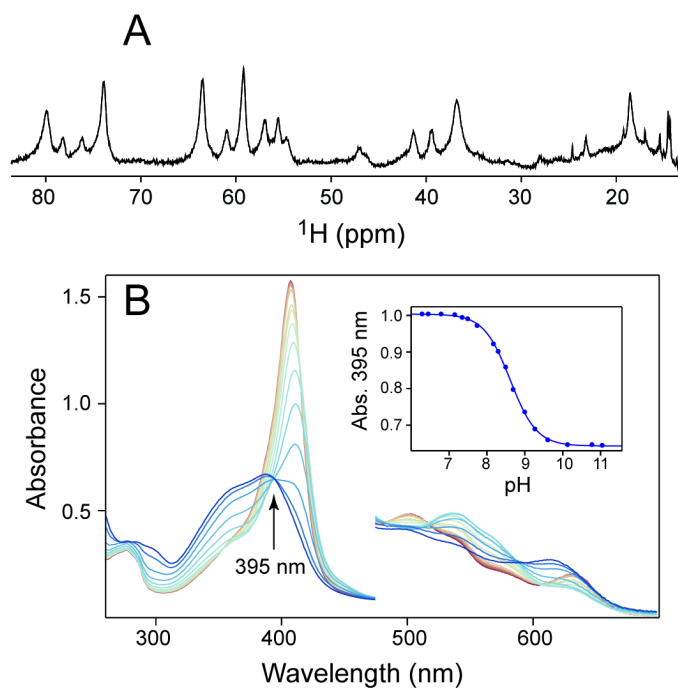 A
80 70 60 50 40 30 20
1H (ppm)
B
1.5
1.0
0.5
Absorbance
395 nm
300 400 500 600
Wavelength (nm)
1.0
0.9
0.8
0.7
Abs. 395 nm
7 8 9 10 11
pH